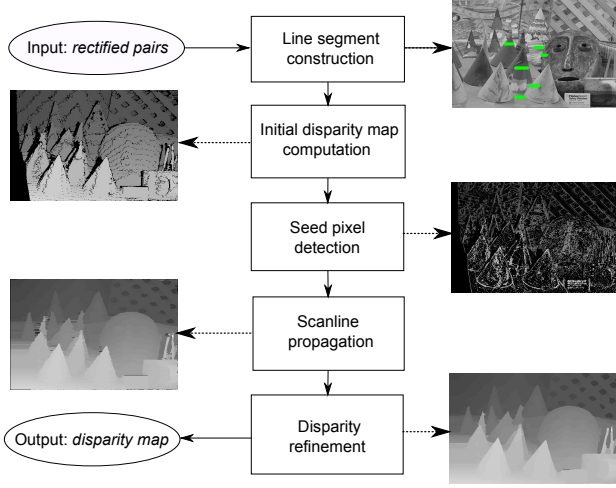 Input: rectified pairs
Line segment
construction
Initial disparity map
computation
Seed pixel
detection
Scanline
propagation
Disparity
refinement
Output: disparity map